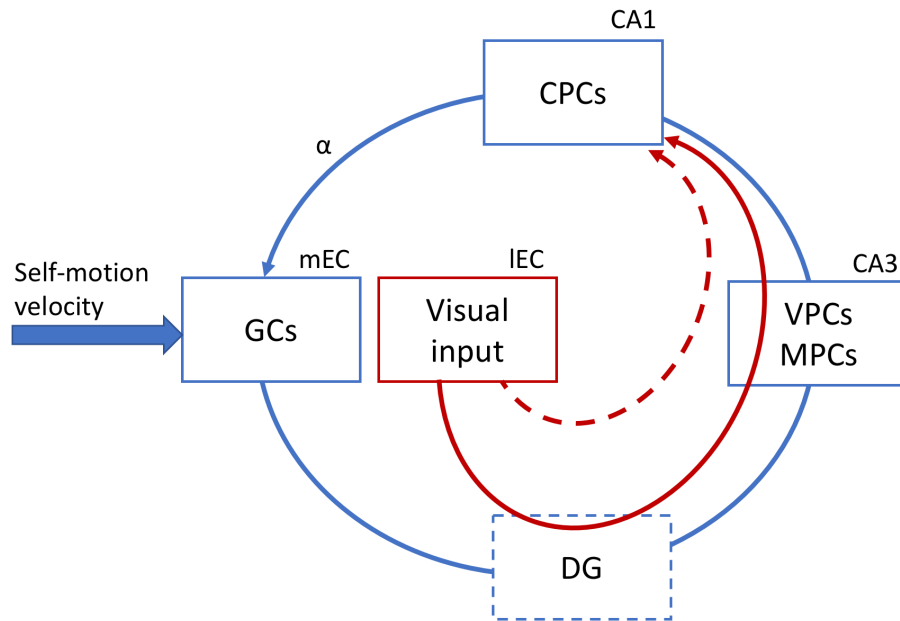 CA1
CPCs
α
mEC
lEC
CA3
Self-motion
velocity
GCs
Visual
input
VPCs
MPCs
DG